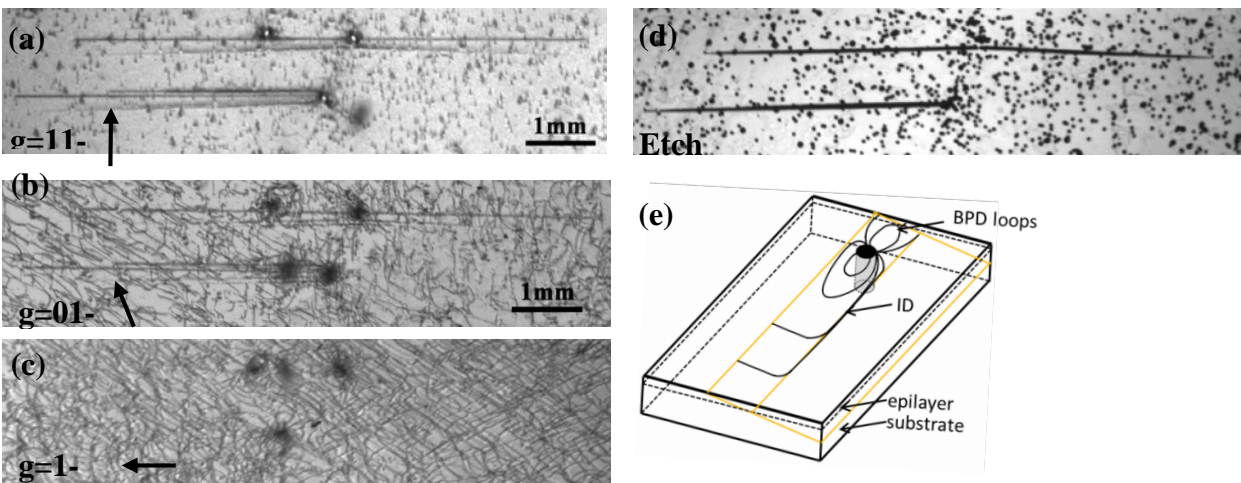 (a)
g=11-
1mm
(b)
g=01-
1mm
(c)
g=1-
(d)
Etch
(e)
BPD loops
ID
epilayer
substrate